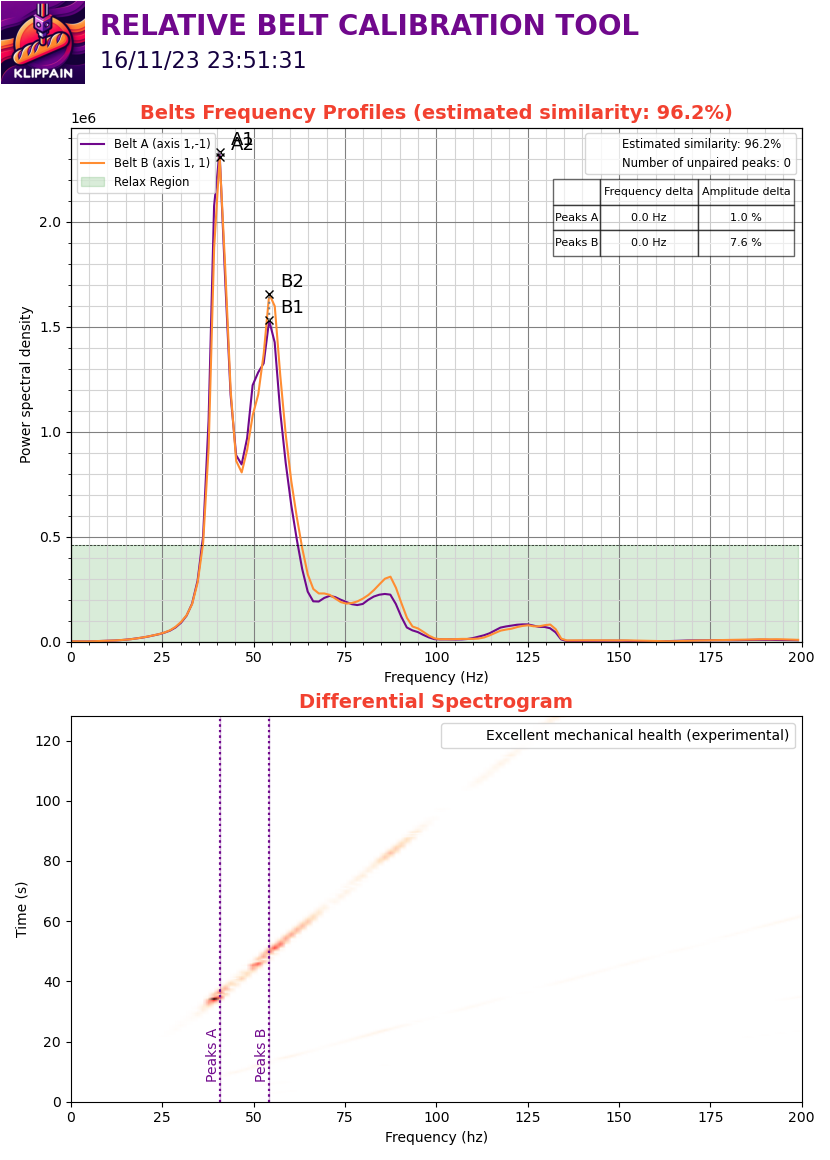 KLIPPAIN
RELATIVE BELT CALIBRATION TOOL
16/11/23 23:51:31
Belts Frequency Profiles (estimated similarity: 96.2%)
1e6
Belt A (axis 1,-1)
Belt B (axis 1, 1)
Relax Region
A1
A2
Estimated similarity: 96.2%
Number of unpaired peaks: 0
Frequency delta Amplitude delta
Peaks A 0.0 Hz 1.0 %
Peaks B 0.0 Hz 7.6 %
B2
B1
Power spectral density
2.0
1.5
1.0
0.5
0.0
0 25 50 75 100 125 150 175 200
Frequency (Hz)
Differential Spectrogram
Excellent mechanical health (experimental)
Time (s)
120
100
80
60
40
20
0
Peaks A
Peaks B
0 25 50 75 100 125 150 175 200
Frequency (hz)